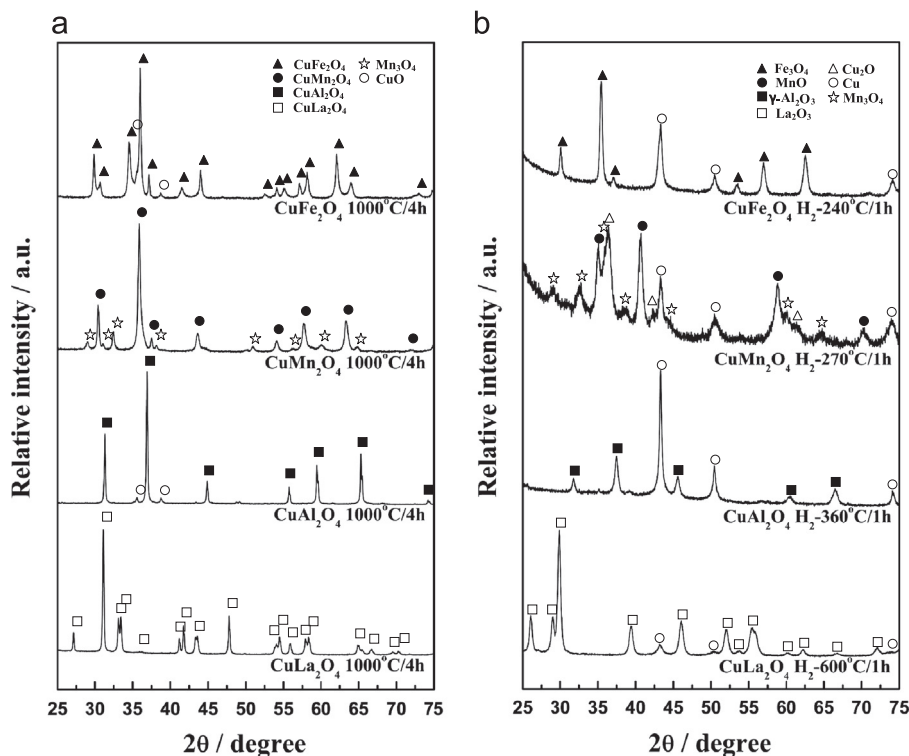 a
▲ CuFe₂O₄ ☆ Mn₃O₄
● CuMn₂O₄ ○ CuO
■ CuAl₂O₄
□ CuLa₂O₄
CuFe₂O₄ 1000°C/4h
CuMn₂O₄ 1000°C/4h
CuAl₂O₄ 1000°C/4h
CuLa₂O₄ 1000°C/4h
Relative intensity / a.u.
25 30 35 40 45 50 55 60 65 70 75
2θ / degree
b
▲ Fe₃O₄ △ Cu₂O
● MnO ○ Cu
■ γ-Al₂O₃ ☆ Mn₃O₄
□ La₂O₃
CuFe₂O₄ H₂-240°C/1h
CuMn₂O₄ H₂-270°C/1h
CuAl₂O₄ H₂-360°C/1h
CuLa₂O₄ H₂-600°C/1h
Relative intensity / a.u.
25 30 35 40 45 50 55 60 65 70 75
2θ / degree